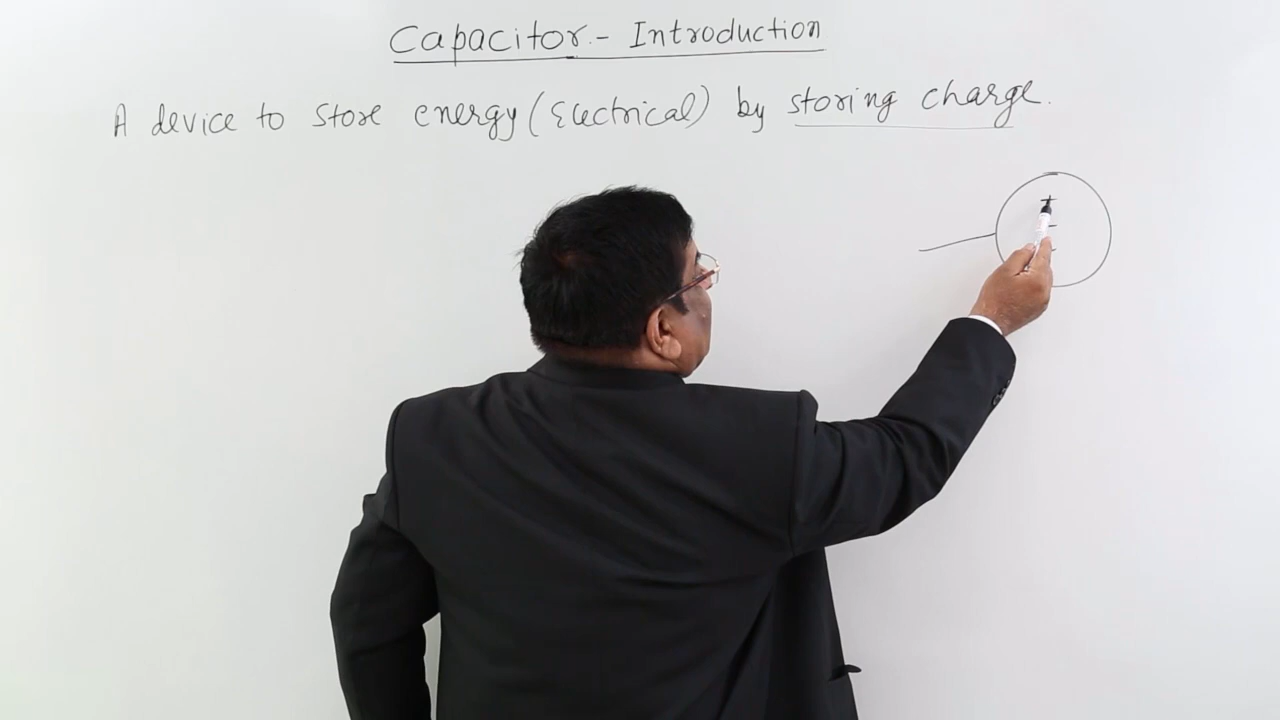 Capacitor.- Introduction
A device to store energy (Electrical) by storing charge.
+
-
-